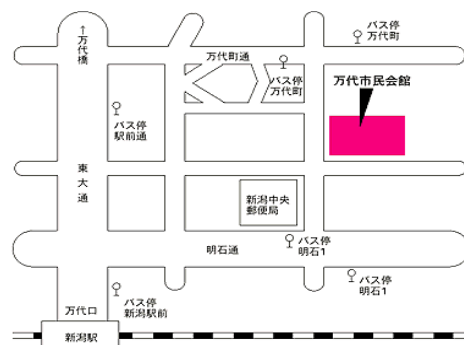 ↑万代橋
バス停
万代町
万代町通
バス停
万代町
万代市民会館
バス停
駅前通
東大通
新潟中央
郵便局
明石通
バス停
明石1
バス停
明石1
万代口
バス停
新潟駅前
新潟駅